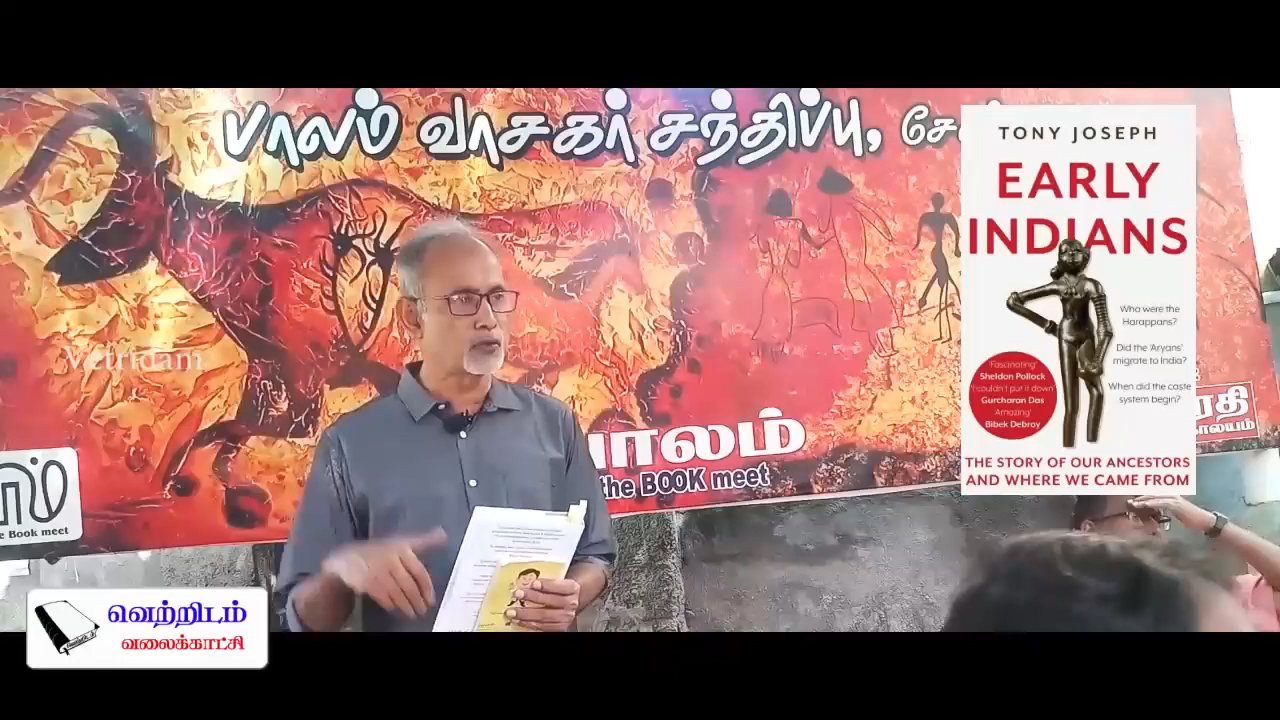 பாலம் வாசகர் சந்திப்பு, சே
TONY JOSEPH
EARLY
INDIANS
Who were the
Harappans?
Did the 'Aryans'
migrate to India?
When did the caste
system begin?
'Fascinating'
Sheldon Pollock
'I couldn't put it down'
Gurcharan Das
'Amazing'
Bibek Debroy
THE STORY OF OUR ANCESTORS
AND WHERE WE CAME FROM
Vetridam
பாலம்
the BOOK meet
Book meet
வெற்றிடம்
வலைக்காட்சி